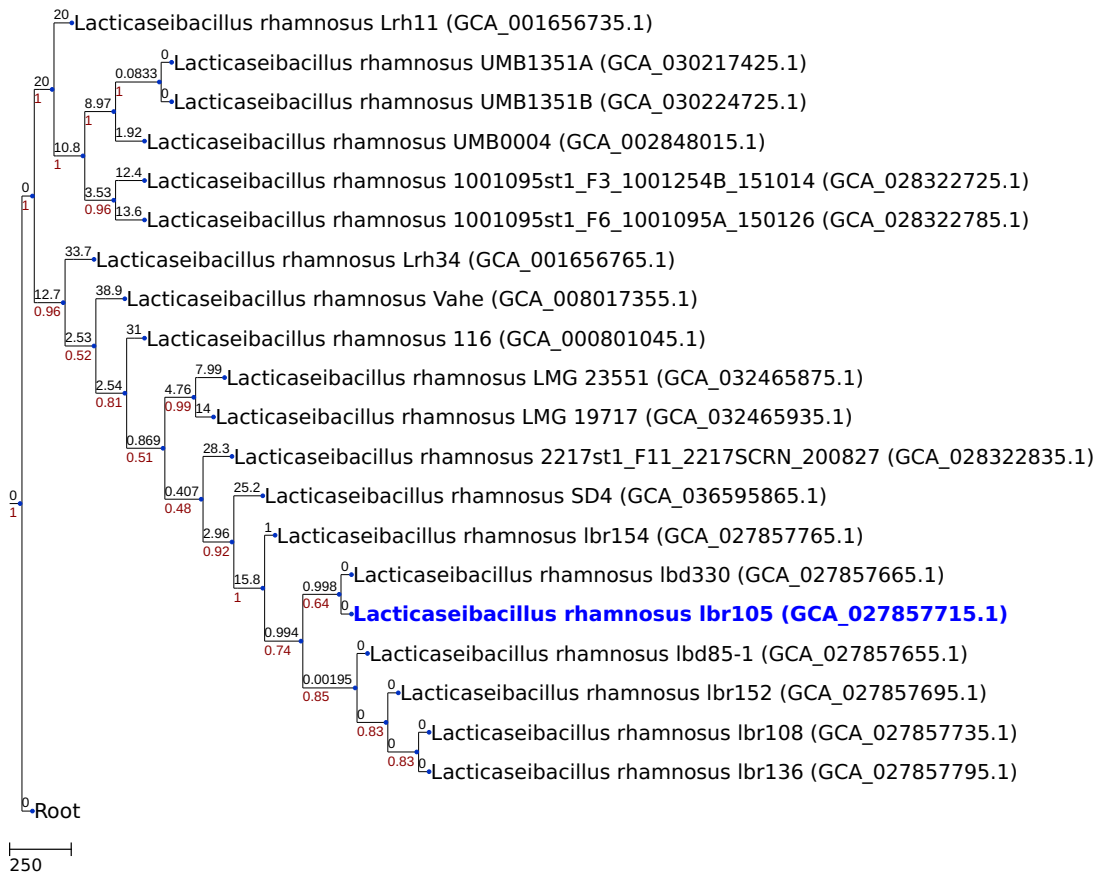 20
Lacticaseibacillus rhamnosus Lrh11 (GCA_001656735.1)
0
Lacticaseibacillus rhamnosus UMB1351A (GCA_030217425.1)
0.0833
1
20
1
8.97
1
0
Lacticaseibacillus rhamnosus UMB1351B (GCA_030224725.1)
1.92
Lacticaseibacillus rhamnosus UMB0004 (GCA_002848015.1)
10.8
1
12.4
Lacticaseibacillus rhamnosus 1001095st1_F3_1001254B_151014 (GCA_028322725.1)
0
1
3.53
0.96
13.6
Lacticaseibacillus rhamnosus 1001095st1_F6_1001095A_150126 (GCA_028322785.1)
33.7
Lacticaseibacillus rhamnosus Lrh34 (GCA_001656765.1)
12.7
0.96
38.9
Lacticaseibacillus rhamnosus Vahe (GCA_008017355.1)
2.53
0.52
31
Lacticaseibacillus rhamnosus 116 (GCA_000801045.1)
2.54
0.81
7.99
Lacticaseibacillus rhamnosus LMG 23551 (GCA_032465875.1)
4.76
0.99
14
Lacticaseibacillus rhamnosus LMG 19717 (GCA_032465935.1)
0.869
0.51
28.3
Lacticaseibacillus rhamnosus 2217st1_F11_2217SCRN_200827 (GCA_028322835.1)
0.407
0.48
25.2
Lacticaseibacillus rhamnosus SD4 (GCA_036595865.1)
0
1
2.96
0.92
1
Lacticaseibacillus rhamnosus lbr154 (GCA_027857765.1)
15.8
1
0
Lacticaseibacillus rhamnosus lbd330 (GCA_027857665.1)
0.998
0.64
0
Lacticaseibacillus rhamnosus lbr105 (GCA_027857715.1)
0.994
0.74
0
Lacticaseibacillus rhamnosus lbd85-1 (GCA_027857655.1)
0.00195
0.85
0
Lacticaseibacillus rhamnosus lbr152 (GCA_027857695.1)
0
0.83
0
Lacticaseibacillus rhamnosus lbr108 (GCA_027857735.1)
0
0.83
0
Lacticaseibacillus rhamnosus lbr136 (GCA_027857795.1)
0
Root
250